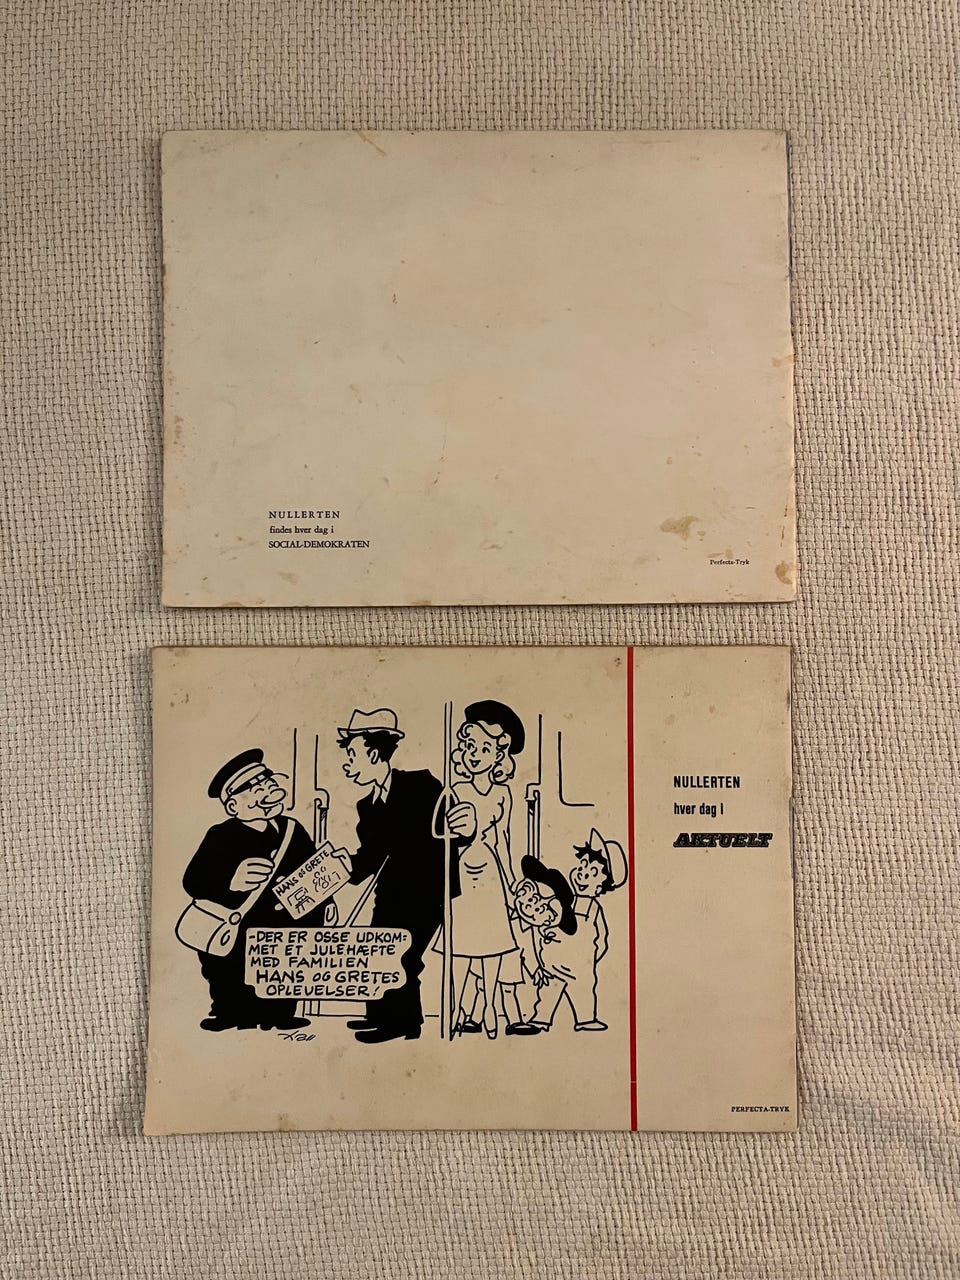 NULLERTEN
findes hver dag i
SOCIAL-DEMOKRATEN
Perfecta-Tryk
HANS OG GRETE
-DER ER OSSE UDKOM=
MET ET JULEHÆFTE
MED FAMILIEN
HANS OG GRETES
OPLEVELSER!
NULLERTEN
hver dag i
AKTUELT
PERFECTA-TRYK